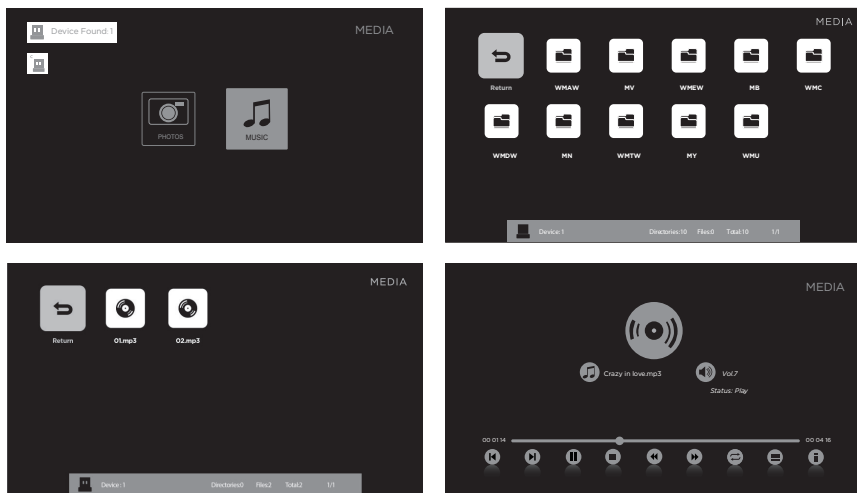 Device Found: 1
MEDIA
PHOTOS
MUSIC
MEDIA
Return
WMAW
MV
WMEW
MB
WMC
WMDW
MN
WMTW
MY
WMU
Device: 1 Directories:10 Files:0 Total:10 1/1
MEDIA
Return
01.mp3
02.mp3
Device: 1 Directories:0 Files:2 Total:2 1/1
MEDIA
Crazy in love.mp3
Vol.7
Status: Play
00 01 14
00 04 16